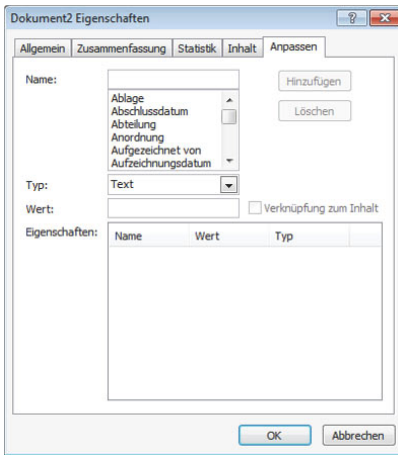 Dokument2 Eigenschaften
Allgemein Zusammenfassung Statistik Inhalt Anpassen
Name: Hinzufügen
Ablage
Abschlussdatum Löschen
Abteilung
Anordnung
Aufgezeichnet von
Aufzeichnungsdatum
Typ: Text
Wert: Verknüpfung zum Inhalt
Eigenschaften: Name Wert Typ
OK Abbrechen